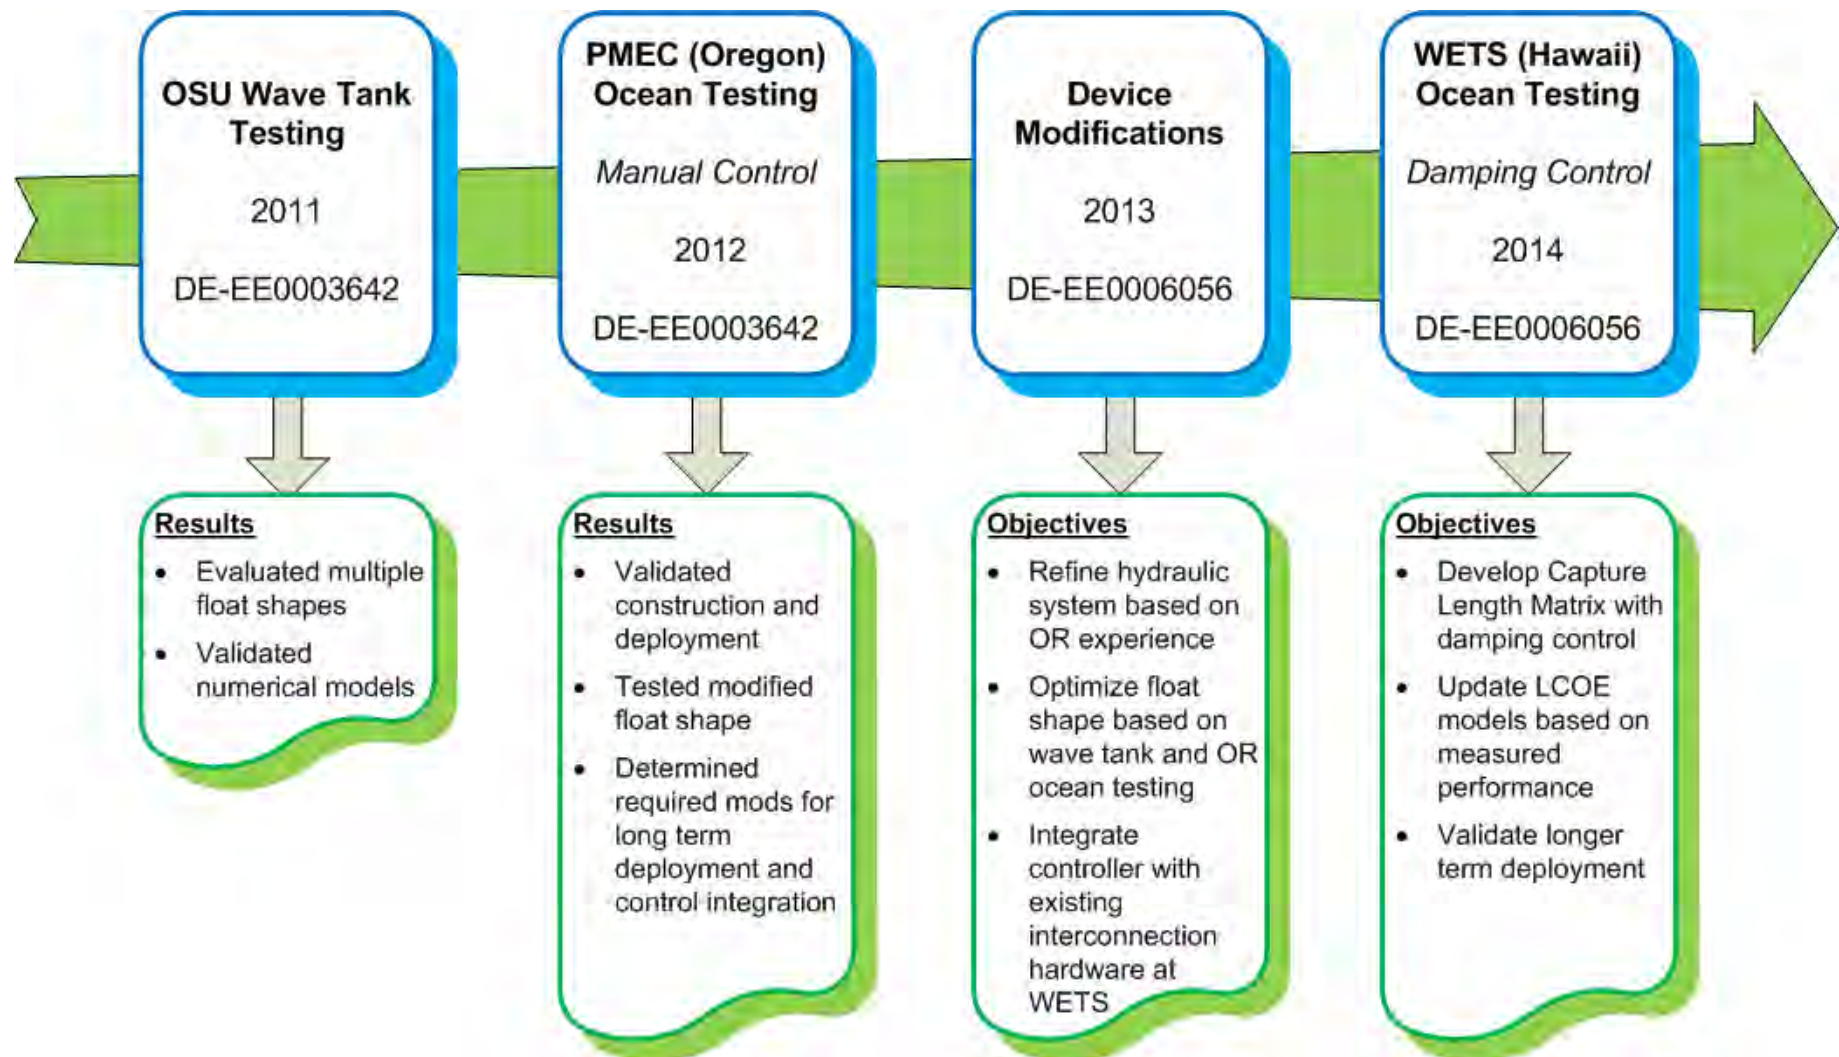 OSU Wave Tank
Testing
2011
DE-EE0003642
PMEC (Oregon)
Ocean Testing
Manual Control
2012
DE-EE0003642
Device
Modifications
2013
DE-EE0006056
WETS (Hawaii)
Ocean Testing
Damping Control
2014
DE-EE0006056
Results
• Evaluated multiple
float shapes
• Validated
numerical models
Results
• Validated
construction and
deployment
• Tested modified
float shape
• Determined
required mods for
long term
deployment and
control integration
Objectives
• Refine hydraulic
system based on
OR experience
• Optimize float
shape based on
wave tank and OR
ocean testing
• Integrate
controller with
existing
interconnection
hardware at
WETS
Objectives
• Develop Capture
Length Matrix with
damping control
• Update LCOE
models based on
measured
performance
• Validate longer
term deployment